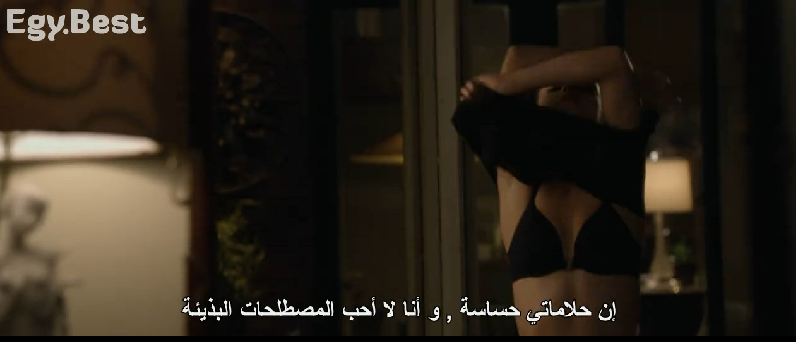 Egy.Best
إن حلاماتي حساسة , و أنا لا أحب المصطلحات البذيئة